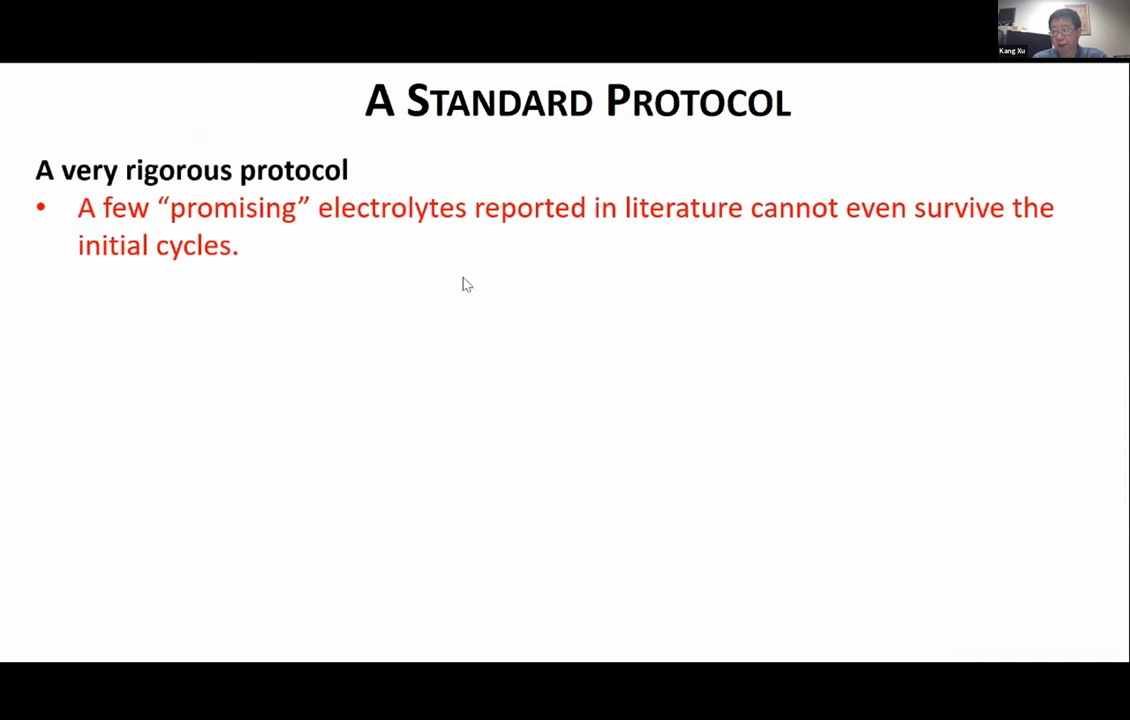 Kang Xu
A STANDARD PROTOCOL
A very rigorous protocol
• A few “promising” electrolytes reported in literature cannot even survive the
initial cycles.